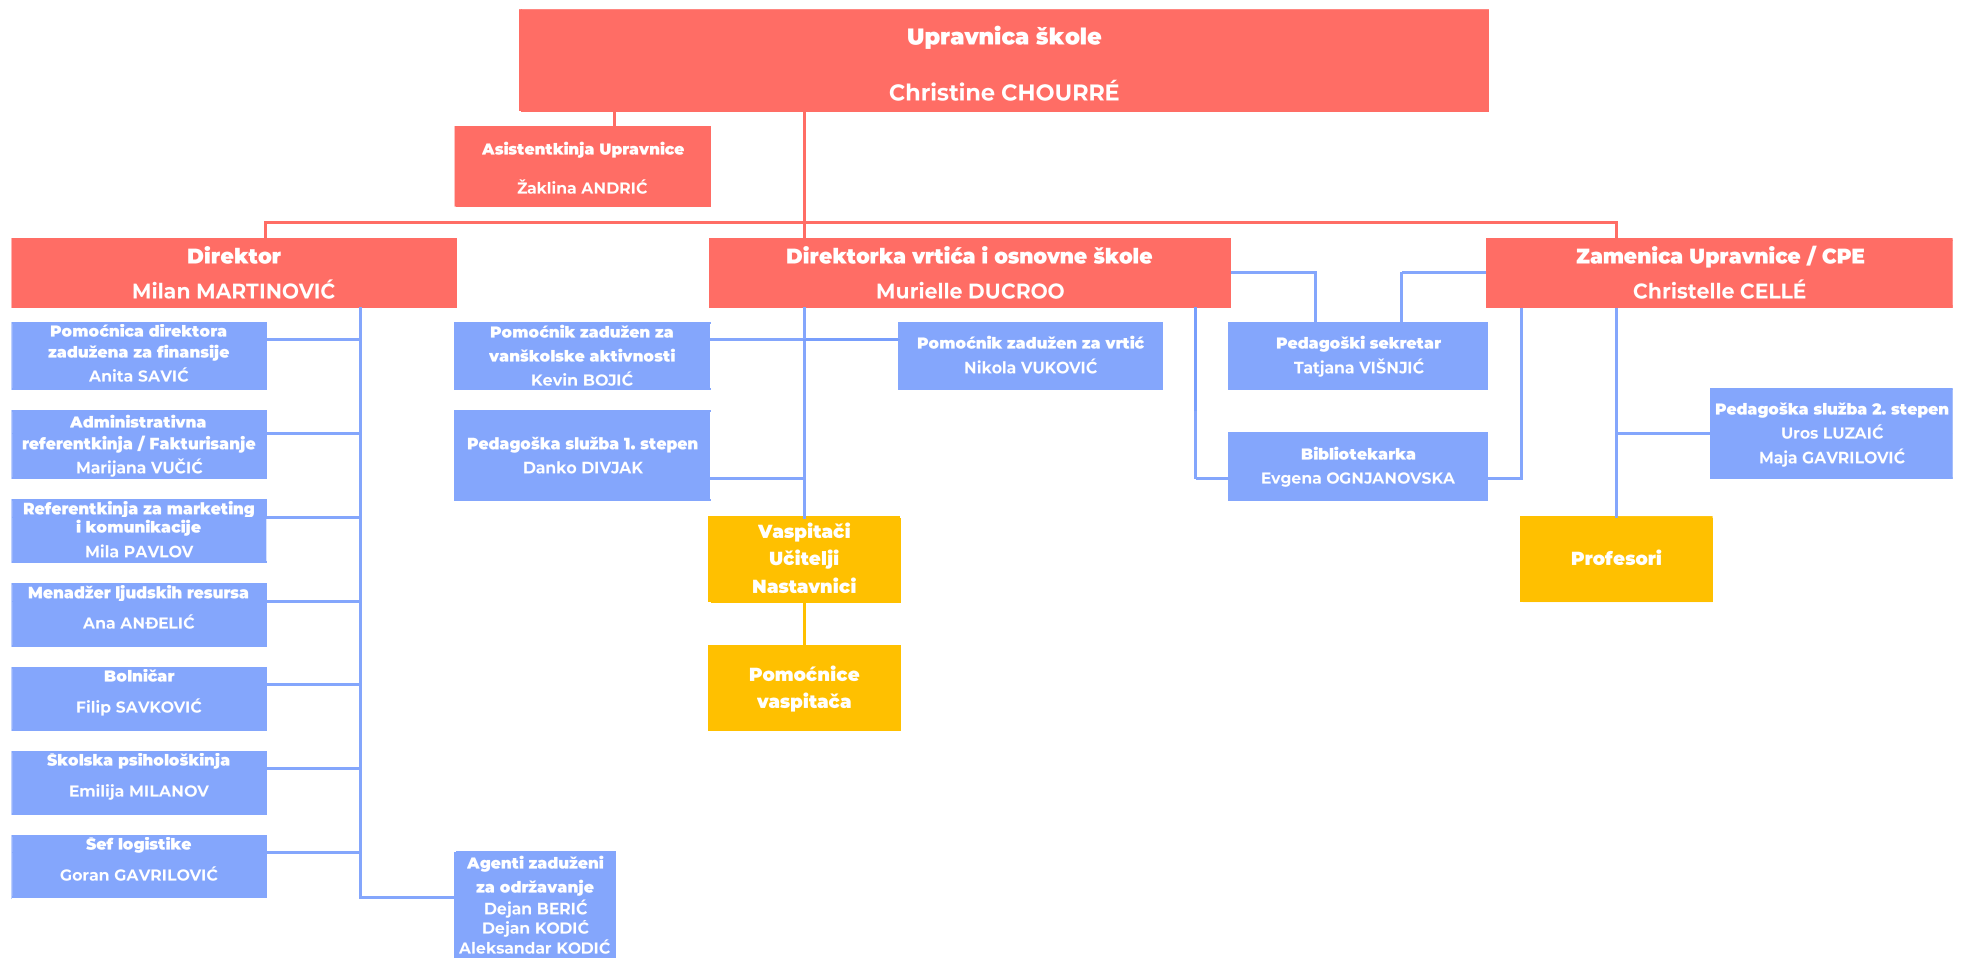 Upravnica škole
Christine CHOURRÉ
Asistentkinja Upravnice
Žaklina ANDRIĆ
Direktor
Milan MARTINOVIĆ
Direktorka vrtića i osnovne škole
Murielle DUCROO
Zamenica Upravnice / CPE
Christelle CELLÉ
Pomoćnica direktora
zadužena za finansije
Anita SAVIĆ
Administrativna
referentkinja / Fakturisanje
Marijana VUČIĆ
Referentkinja za marketing
i komunikacije
Mila PAVLOV
Menadžer ljudskih resursa
Ana ANĐELIĆ
Bolničar
Filip SAVKOVIĆ
Školska psihološkinja
Emilija MILANOV
Šef logistike
Goran GAVRILOVIĆ
Agenti zaduženi
za održavanje
Dejan BERIĆ
Dejan KODIĆ
Aleksandar KODIĆ
Pomoćnik zadužen za
vanškolske aktivnosti
Kevin BOJIĆ
Pomoćnik zadužen za vrtić
Nikola VUKOVIĆ
Pedagoška služba 1. stepen
Danko DIVJAK
Vaspitači
Učitelji
Nastavnici
Pomoćnice
vaspitača
Pedagoški sekretar
Tatjana VIŠNJIĆ
Bibliotekarka
Evgena OGNJANOVSKA
Pedagoška služba 2. stepen
Uros LUZAIĆ
Maja GAVRILOVIĆ
Profesori